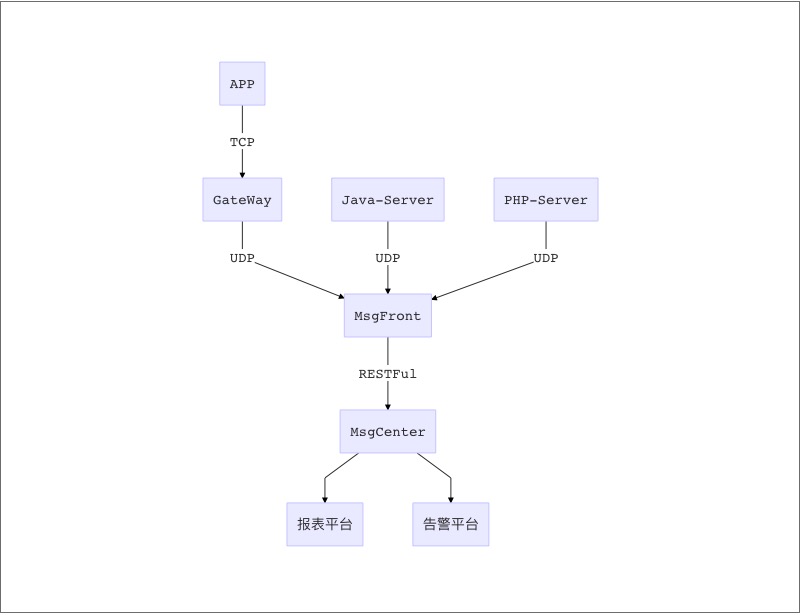 APP
TCP
GateWay
Java-Server
PHP-Server
UDP
UDP
UDP
MsgFront
RESTFul
MsgCenter
报表平台
告警平台